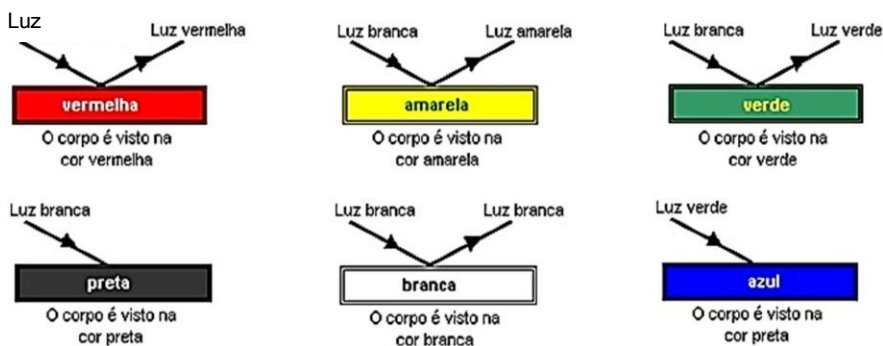 Luz
Luz vermelha
vermelha
O corpo é visto na
cor vermelha
Luz branca
Luz amarela
amarela
O corpo é visto na
cor amarela
Luz branca
Luz verde
verde
O corpo é visto na
cor verde
Luz branca
preta
O corpo é visto na
cor preta
Luz branca
Luz branca
branca
O corpo é visto na
cor branca
Luz verde
azul
O corpo é visto na
cor preta